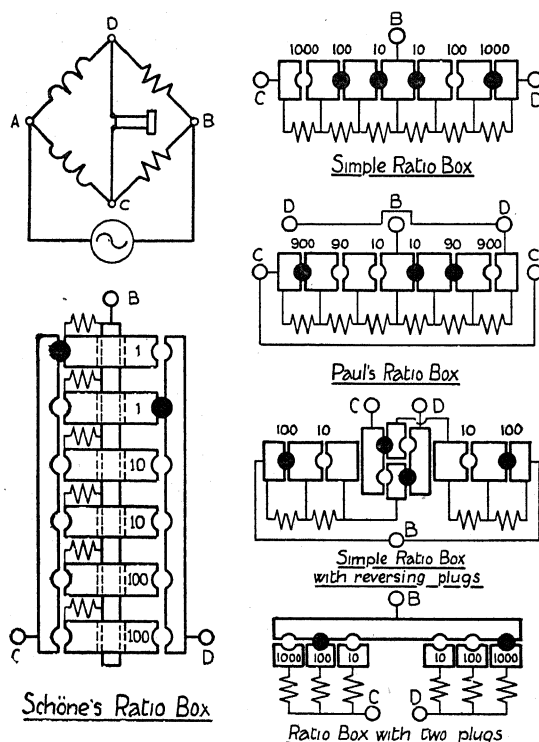 D
A
B
C
B
1000 100 10 10 100 1000
C
D
Simple Ratio Box
D B D
900 90 10 10 90 900
C
C
Paul's Ratio Box
B
1
1
10
10
100
100
C
D
Schöne's Ratio Box
C D
100 10 10 100
B
Simple Ratio Box
with reversing plugs
B
1000 100 10 10 100 1000
C D
Ratio Box with two plugs